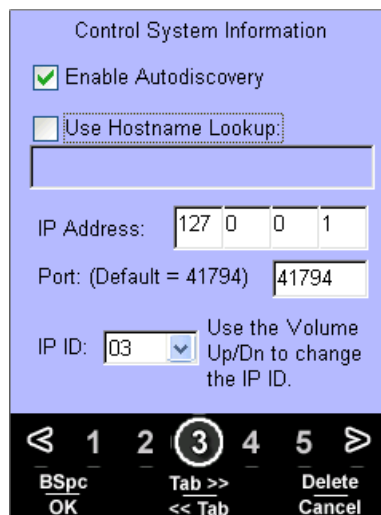 Control System Information
Enable Autodiscovery
Use Hostname Lookup:
IP Address: 127 0 0 1
Port: (Default = 41794) 41794
IP ID: 03 Use the Volume
Up/Dn to change
the IP ID.
< 1 2 3 4 5 >
BSpc Tab >> Delete
OK << Tab Cancel